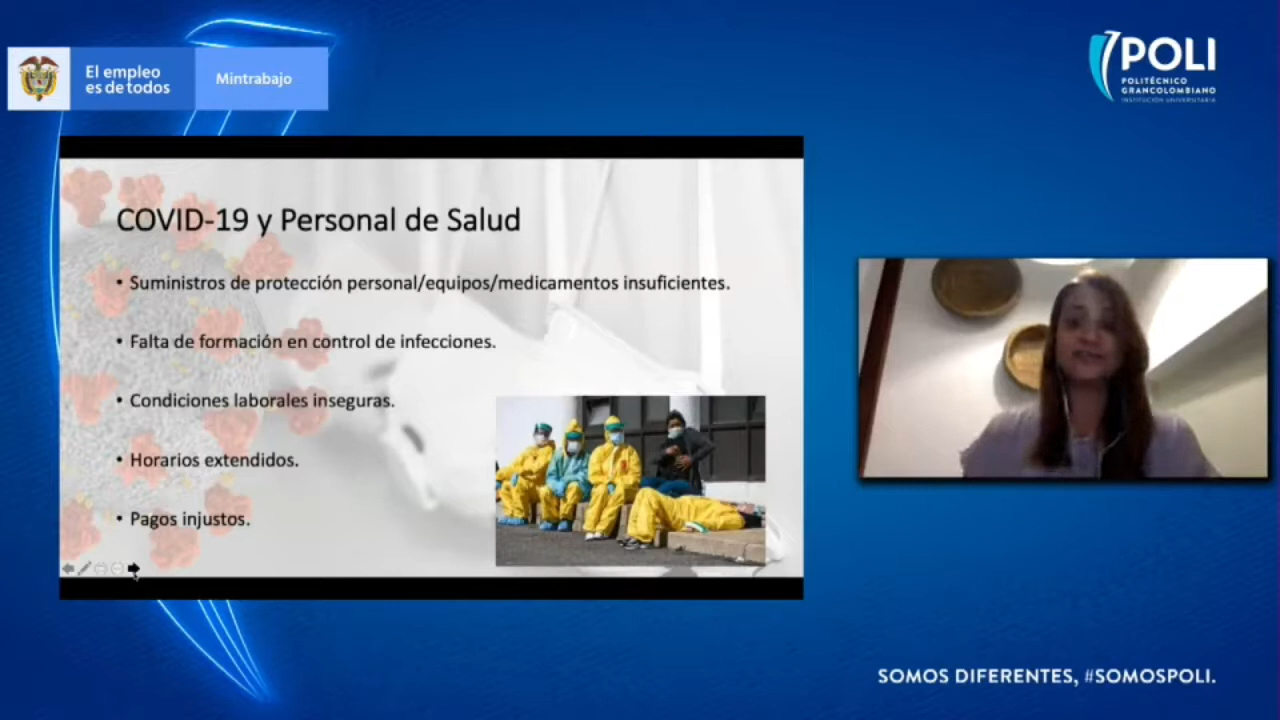 El empleo
es de todos
Mintrabajo
POLI
POLITÉCNICO
GRANCOLOMBIANO
INSTITUCIÓN UNIVERSITARIA
COVID-19 y Personal de Salud
• Suministros de protección personal/equipos/medicamentos insuficientes.
• Falta de formación en control de infecciones.
• Condiciones laborales inseguras.
• Horarios extendidos.
• Pagos injustos.
SOMOS DIFERENTES, #SOMOSPOLI.